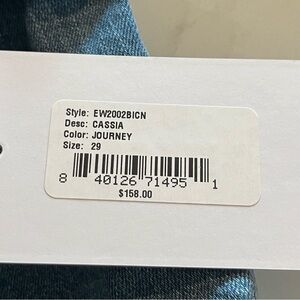 Style: EW2002BICN
Desc: CASSIA
Color: JOURNEY
Size: 29
8 40126 71495 1
$158.00